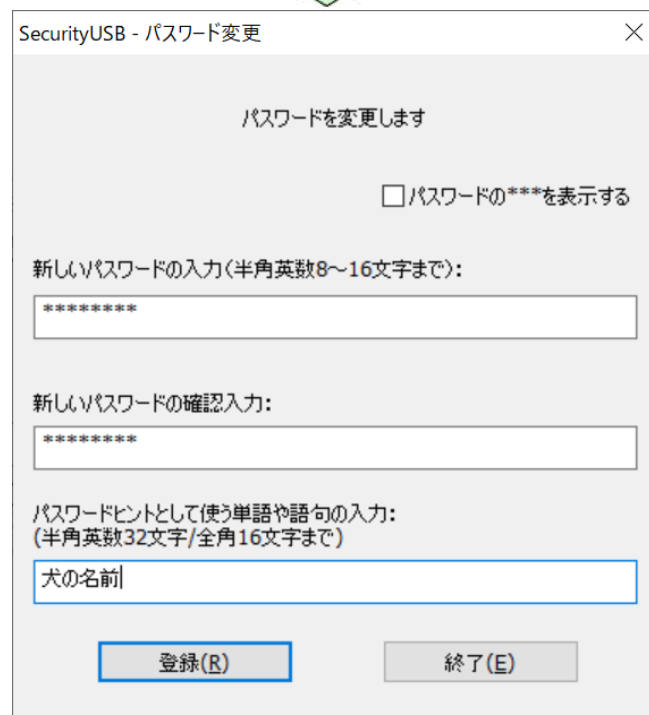 SecurityUSB - パスワード変更
パスワードを変更します
パスワードの***を表示する
新しいパスワードの入力(半角英数8～16文字まで):
********
新しいパスワードの確認入力:
********
パスワードヒントとして使う単語や語句の入力:
(半角英数32文字/全角16文字まで)
犬の名前
登録(R)
終了(E)